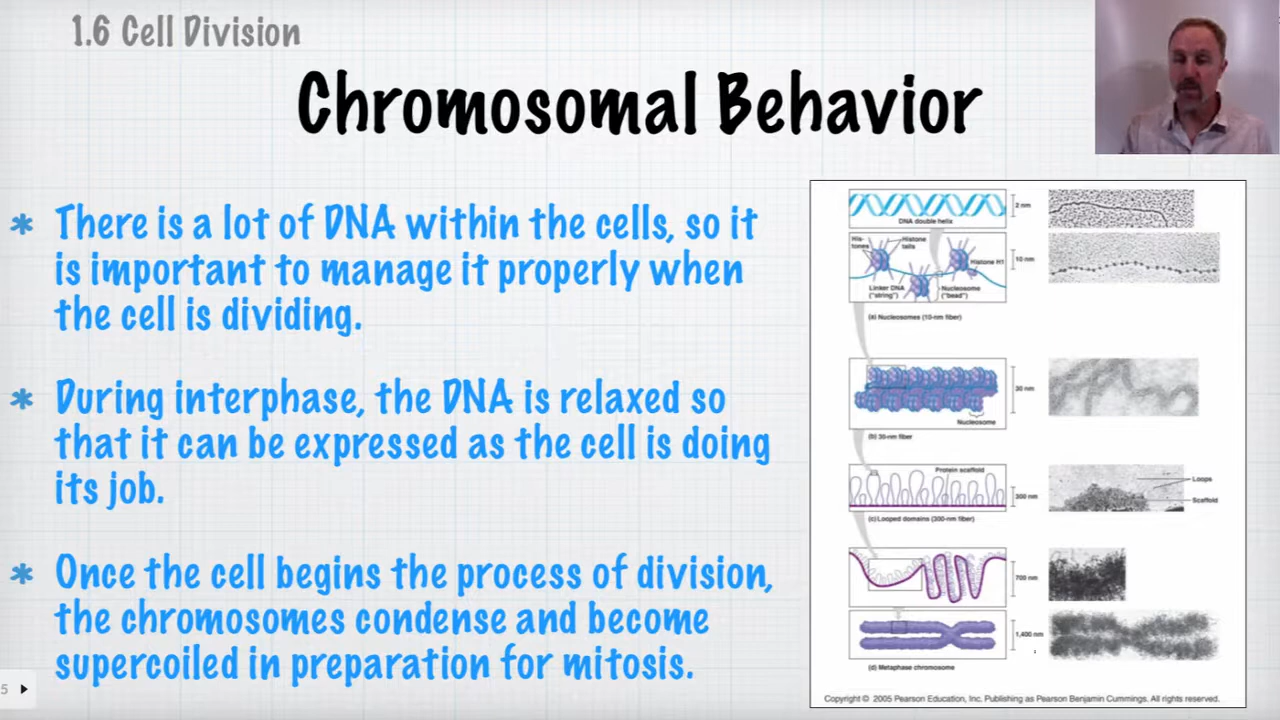 1.6 Cell Division
Chromosomal Behavior
* There is a lot of DNA within the cells, so it
is important to manage it properly when
the cell is dividing.
* During interphase, the DNA is relaxed so
that it can be expressed as the cell is doing
its job.
* Once the cell begins the process of division,
the chromosomes condense and become
supercoiled in preparation for mitosis.
5
DNA double helix
2 nm
His-
tones
Histone
tails
Histone H1
10 nm
Linker DNA
("string")
Nucleosome
("bead")
(a) Nucleosomes (10-nm fiber)
30 nm
Nucleosome
(b) 30-nm fiber
Protein scaffold
300 nm
Loops
Scaffold
(c) Looped domains (300-nm fiber)
700 nm
1,400 nm
(d) Metaphase chromosome
Copyright © 2005 Pearson Education, Inc. Publishing as Pearson Benjamin Cummings. All rights reserved.